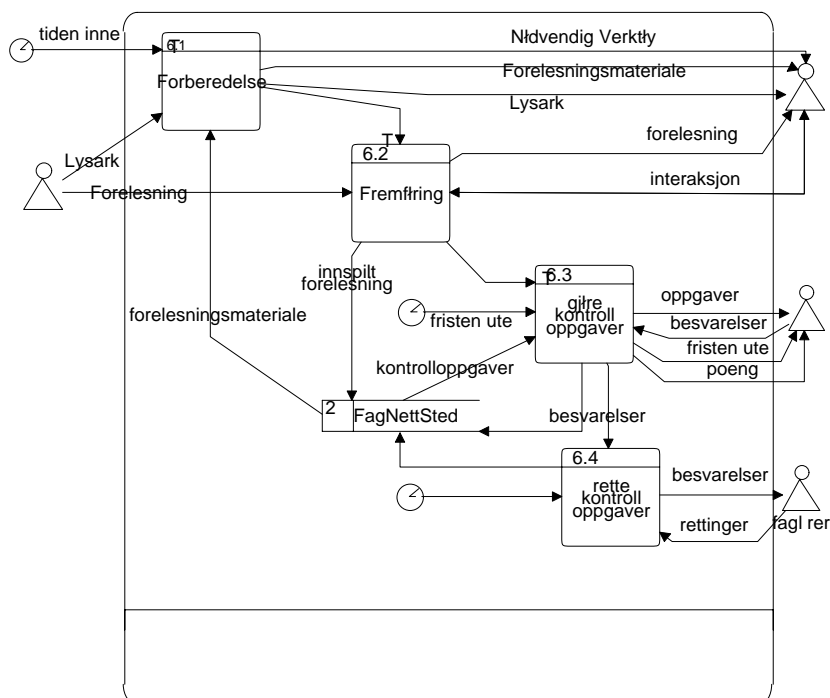 tiden inne
6.1
T
Forberedelse
Nłdvendig Verktły
Forelesningsmateriale
Lysark
T
6.2
Fremfłring
forelesning
interaksjon
Lysark
Forelesning
innspilt
forelesning
forelesningsmateriale
6.3
T
gjłre
kontroll
oppgaver
fristen ute
oppgaver
besvarelser
fristen ute
poeng
kontrolloppgaver
2
FagNettSted
besvarelser
6.4
rette
kontroll
oppgaver
besvarelser
rettinger
fagl rer